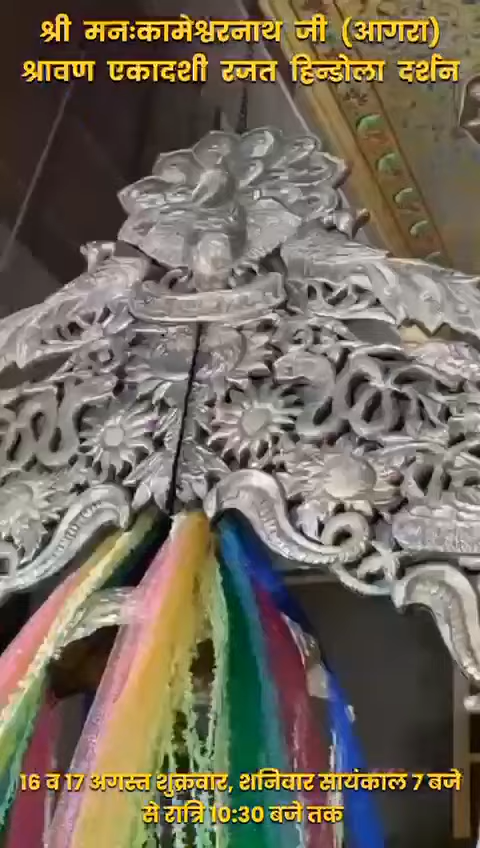 श्री मनःकामेश्वरनाथ जी (आगरा)
श्रावण एकादशी रजत हिन्डोला दर्शन
16 व 17 अगस्त शुक्रवार, शनिवार सायंकाल 7 बजे
से रात्रि 10:30 बजे तक